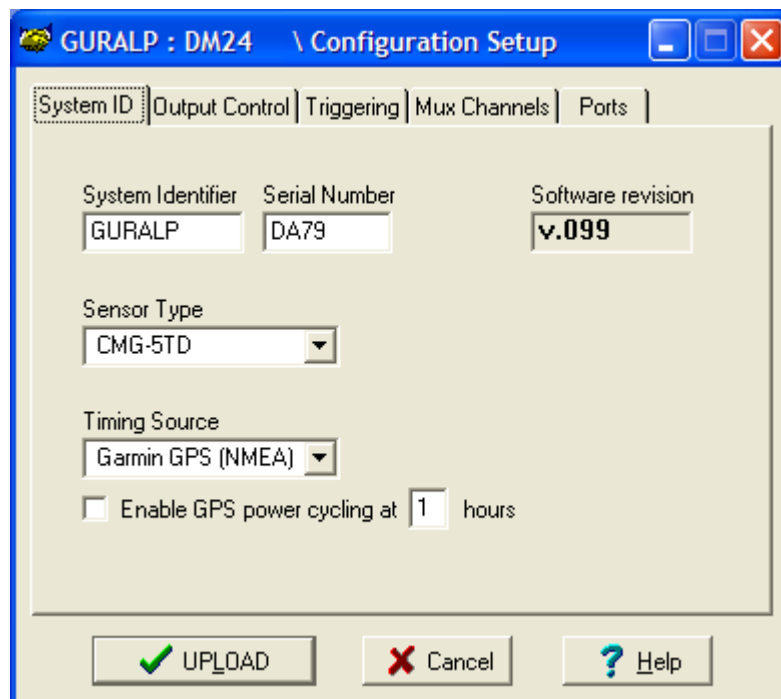 GURALP : DM24 \ Configuration Setup
System ID Output Control Triggering Mux Channels Ports
System Identifier Serial Number Software revision
GURALP DA79 v.099
Sensor Type
CMG-5TD
Timing Source
Garmin GPS (NMEA)
Enable GPS power cycling at 1 hours
UPLOAD Cancel ? Help